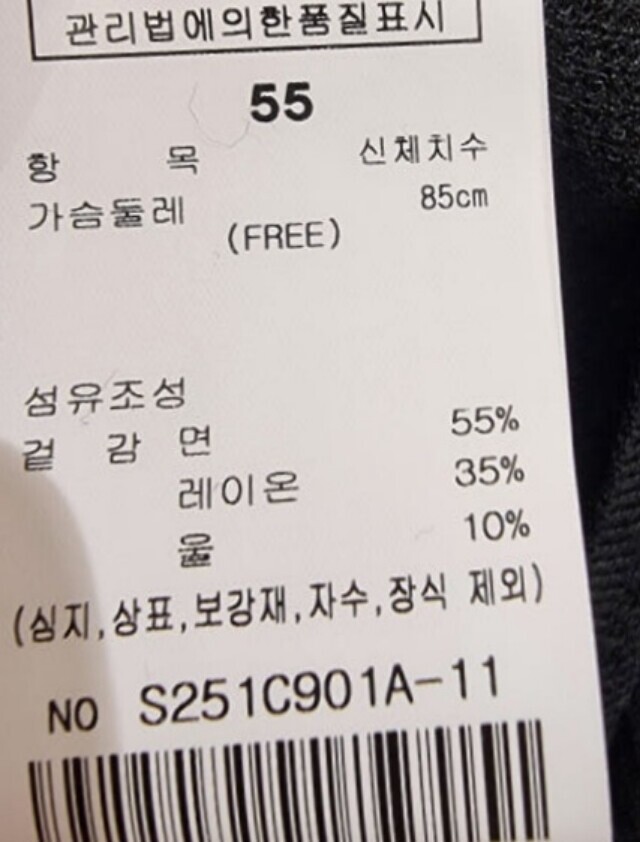 관리법에의한품질표시
55
항 목 신체치수
가슴둘레 85cm
(FREE)
섬유조성
겉 감 면 55%
레이온 35%
울 10%
(심지,상표,보강재,자수,장식 제외)
NO S251C901A-11